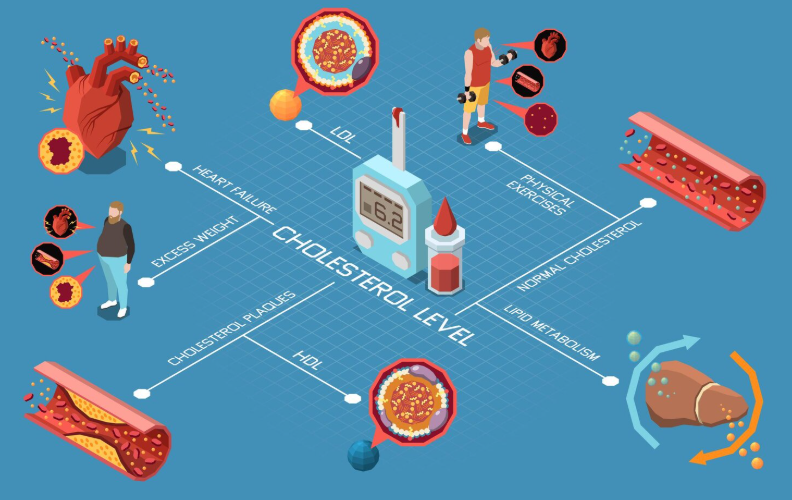 LDL
HEART FAILURE
PHYSICAL
EXERCISES
6.2
EXCESS WEIGHT
CHOLESTEROL LEVEL
NORMAL CHOLESTEROL
CHOLESTEROL PLAQUES
LIPID METABOLISM
HDL